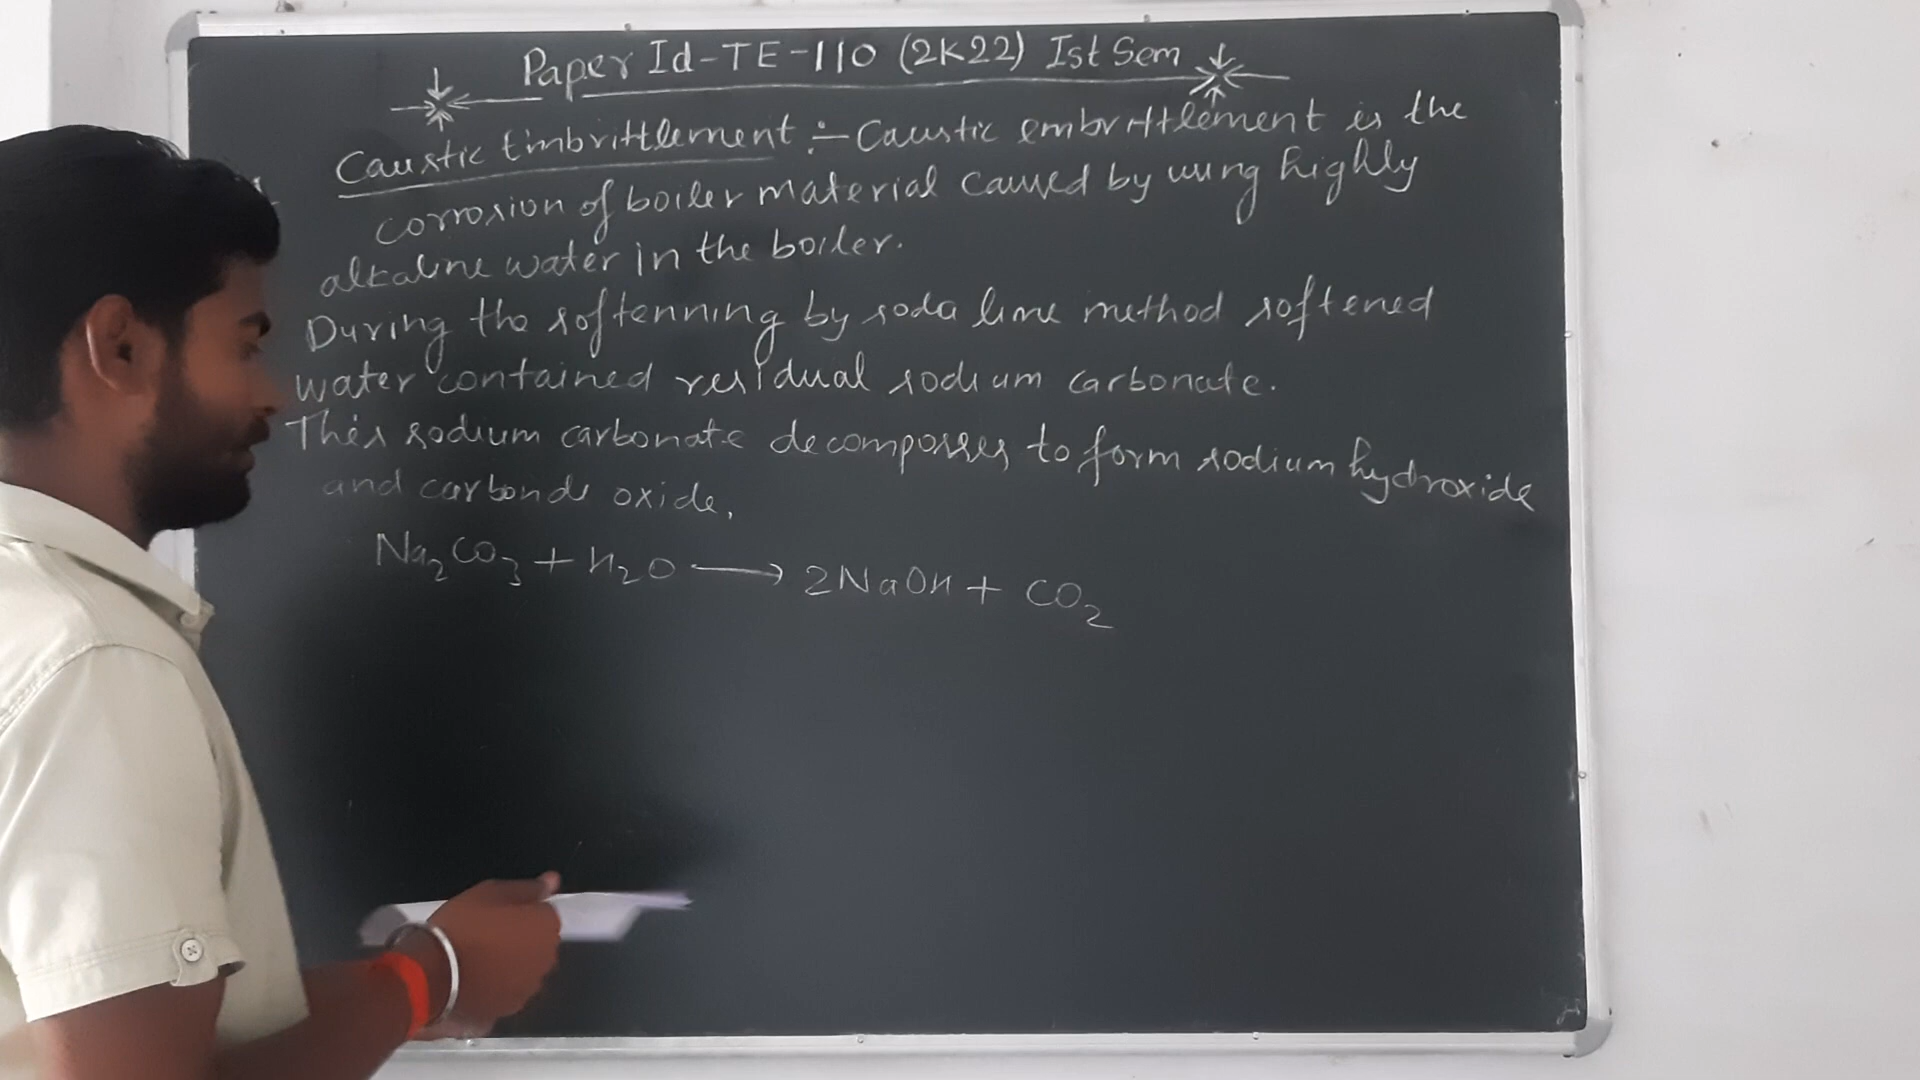 Paper Id-TE-110 (2K22) Ist Sem
Caustic Embrittlement :- Caustic embrittlement is the
corrosion of boiler material caused by using highly
alkaline water in the boiler.
During the softenning by soda lime method softened
water contained residual sodium carbonate.
This sodium carbonate decomposses to form sodium hydroxide
and carbondi oxide,
Na₂CO₃ + H₂O ⟶ 2NaOH + CO₂